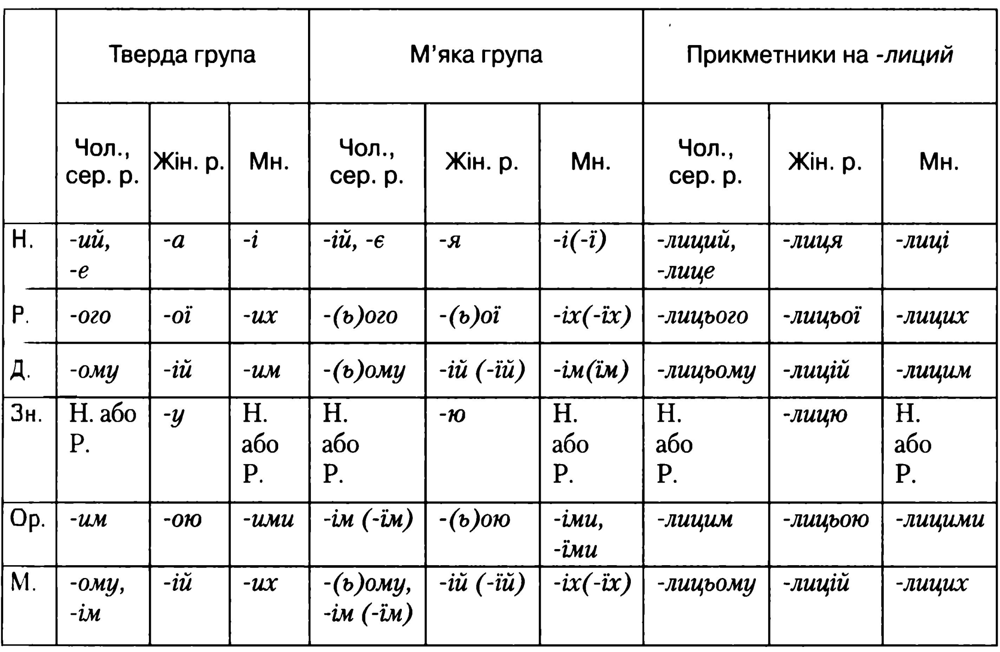 Тверда група М’яка група Прикметники на -лиций
Чол., сер. р. Жін. р. Мн. Чол., сер. р. Жін. р. Мн. Чол., сер. р. Жін. р. Мн.
Н. -ий, -а -і -ій, -є -я -і(-ї) -лиций, -лиця -лиці
-е -лице
Р. -ого -ої -их -(ь)ого -(ь)ої -іх(-їх) -лицього -лицьої -лицих
Д. -ому -ій -им -(ь)ому -ій (-їй) -ім(їм) -лицьому -лицій -лицим
Зн. Н. або -у Н. Н. -ю Н. Н. -лицю Н.
Р. або або або або або
Р. Р. Р. Р. Р.
Ор. -им -ою -ими -ім (-їм) -(ь)ою -іми, -лицим -лицьою -лицими
-їми
М. -ому, -ій -их -(ь)ому, -ій (-їй) -іх(-їх) -лицьому -лицій -лицих
-ім -ім (-їм)